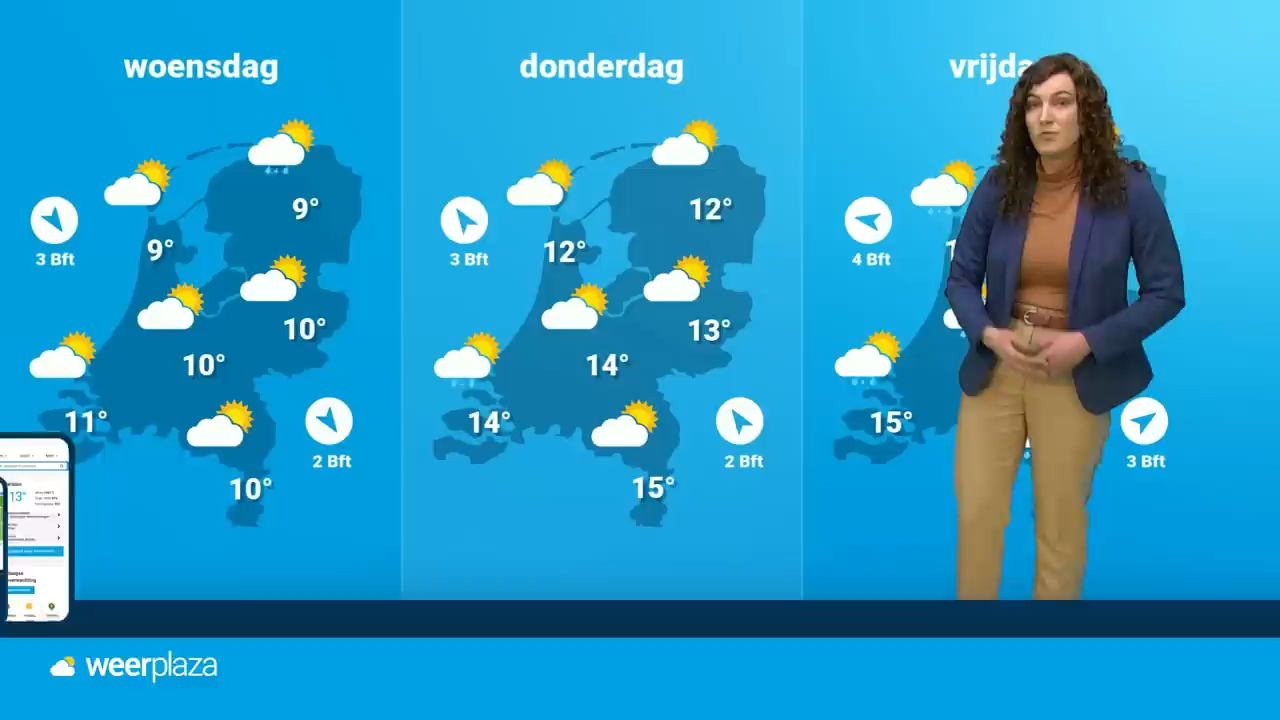 woensdag
9°
9°
3 Bft
10°
10°
11°
2 Bft
10°
donderdag
12°
12°
3 Bft
13°
14°
14°
2 Bft
15°
vrijda
4 Bft
15°
3 Bft
13°
weerplaza